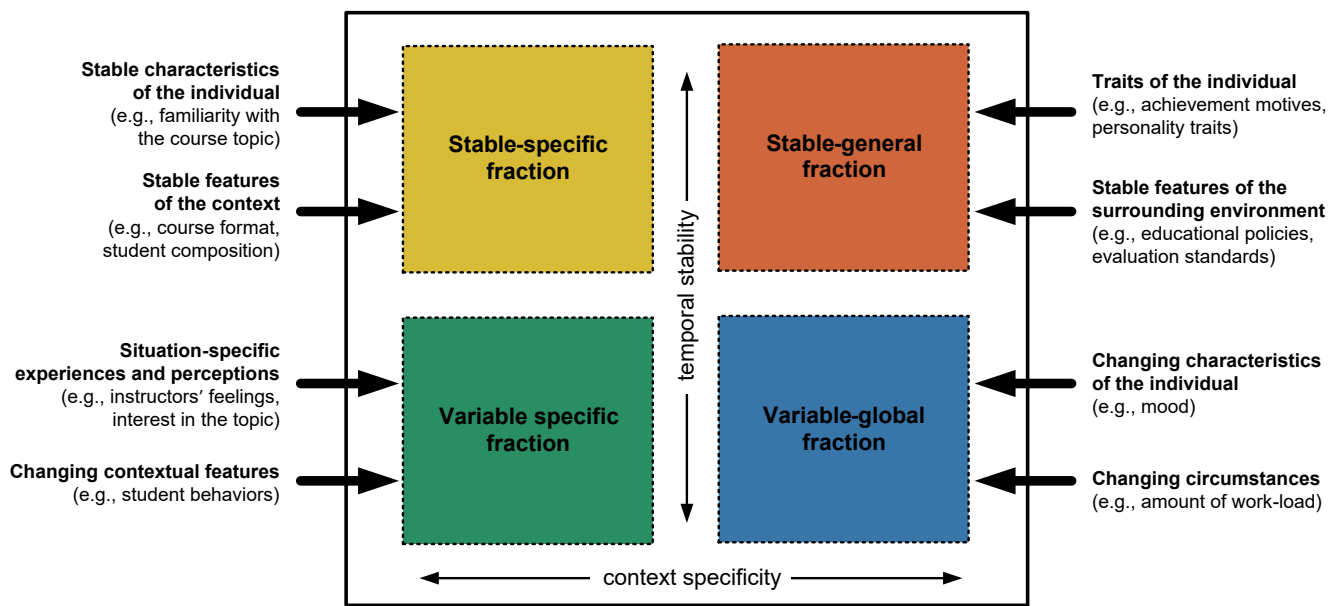 Stable characteristics
of the individual
(e.g., familiarity with
the course topic)
Stable features
of the context
(e.g., course format,
student composition)
Situation-specific
experiences and perceptions
(e.g., instructors’ feelings,
interest in the topic)
Changing contextual features
(e.g., student behaviors)
Stable-specific
fraction
Stable-general
fraction
temporal stability
Variable specific
fraction
Variable-global
fraction
context specificity
Traits of the individual
(e.g., achievement motives,
personality traits)
Stable features of the
surrounding environment
(e.g., educational policies,
evaluation standards)
Changing characteristics
of the individual
(e.g., mood)
Changing circumstances
(e.g., amount of work-load)